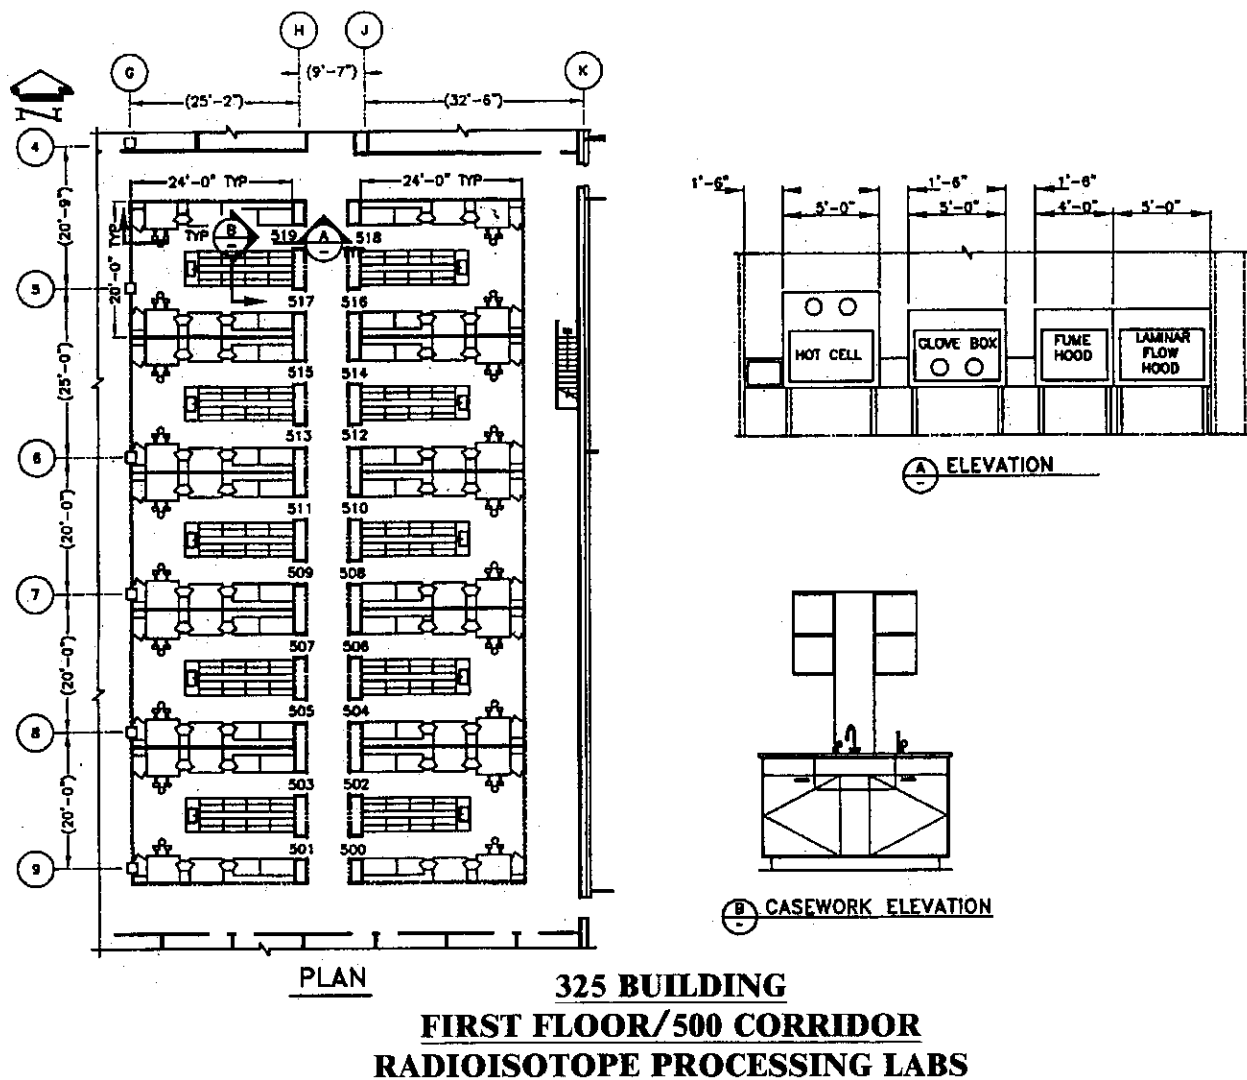 H
J
G
K
(9'-7")
(25'-2")
(32'-6")
N
4
24'-0" TYP
24'-0" TYP
(20'-9")
20'-0" TYP
TYP
B
-
A
-
519
518
5
517
516
(25'-0")
515
514
513
512
6
511
510
(20'-0")
509
508
7
507
506
(20'-0")
505
504
8
503
502
(20'-0")
501
500
9
PLAN
1'-6"
1'-6"
1'-6"
5'-0"
5'-0"
4'-0"
5'-0"
HOT CELL
GLOVE BOX
FUME
HOOD
LAMINAR
FLOW
HOOD
A
-
ELEVATION
B
-
CASEWORK ELEVATION
325 BUILDING
FIRST FLOOR/500 CORRIDOR
RADIOISOTOPE PROCESSING LABS